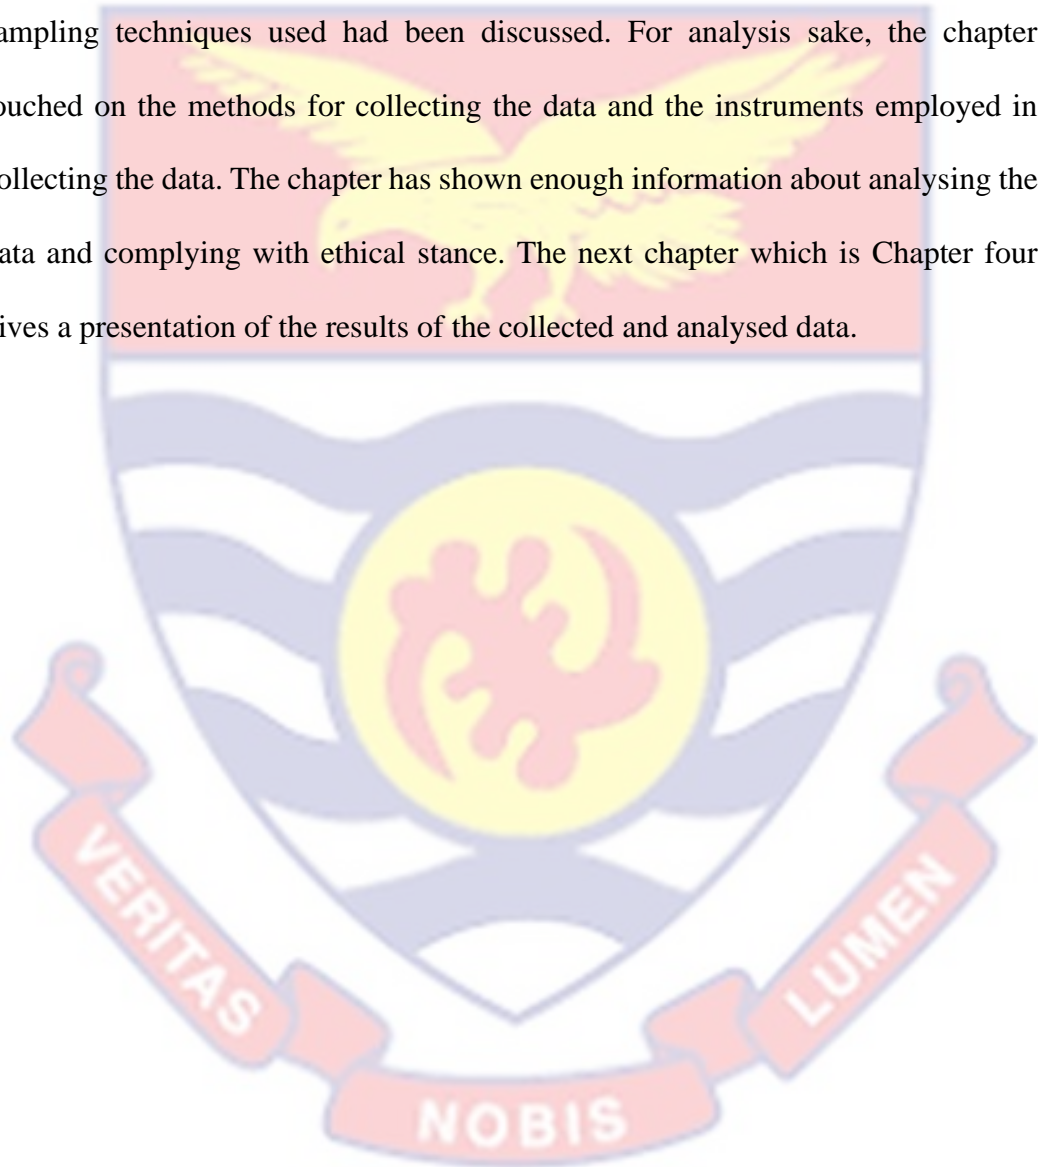 ampling techniques used had been discussed. For analysis sake, the chapter
ouched on the methods for collecting the data and the instruments employed in
ollecting the data. The chapter has shown enough information about analysing the
ata and complying with ethical stance. The next chapter which is Chapter four
ives a presentation of the results of the collected and analysed data.
VERITAS
NOBIS
LUMEN